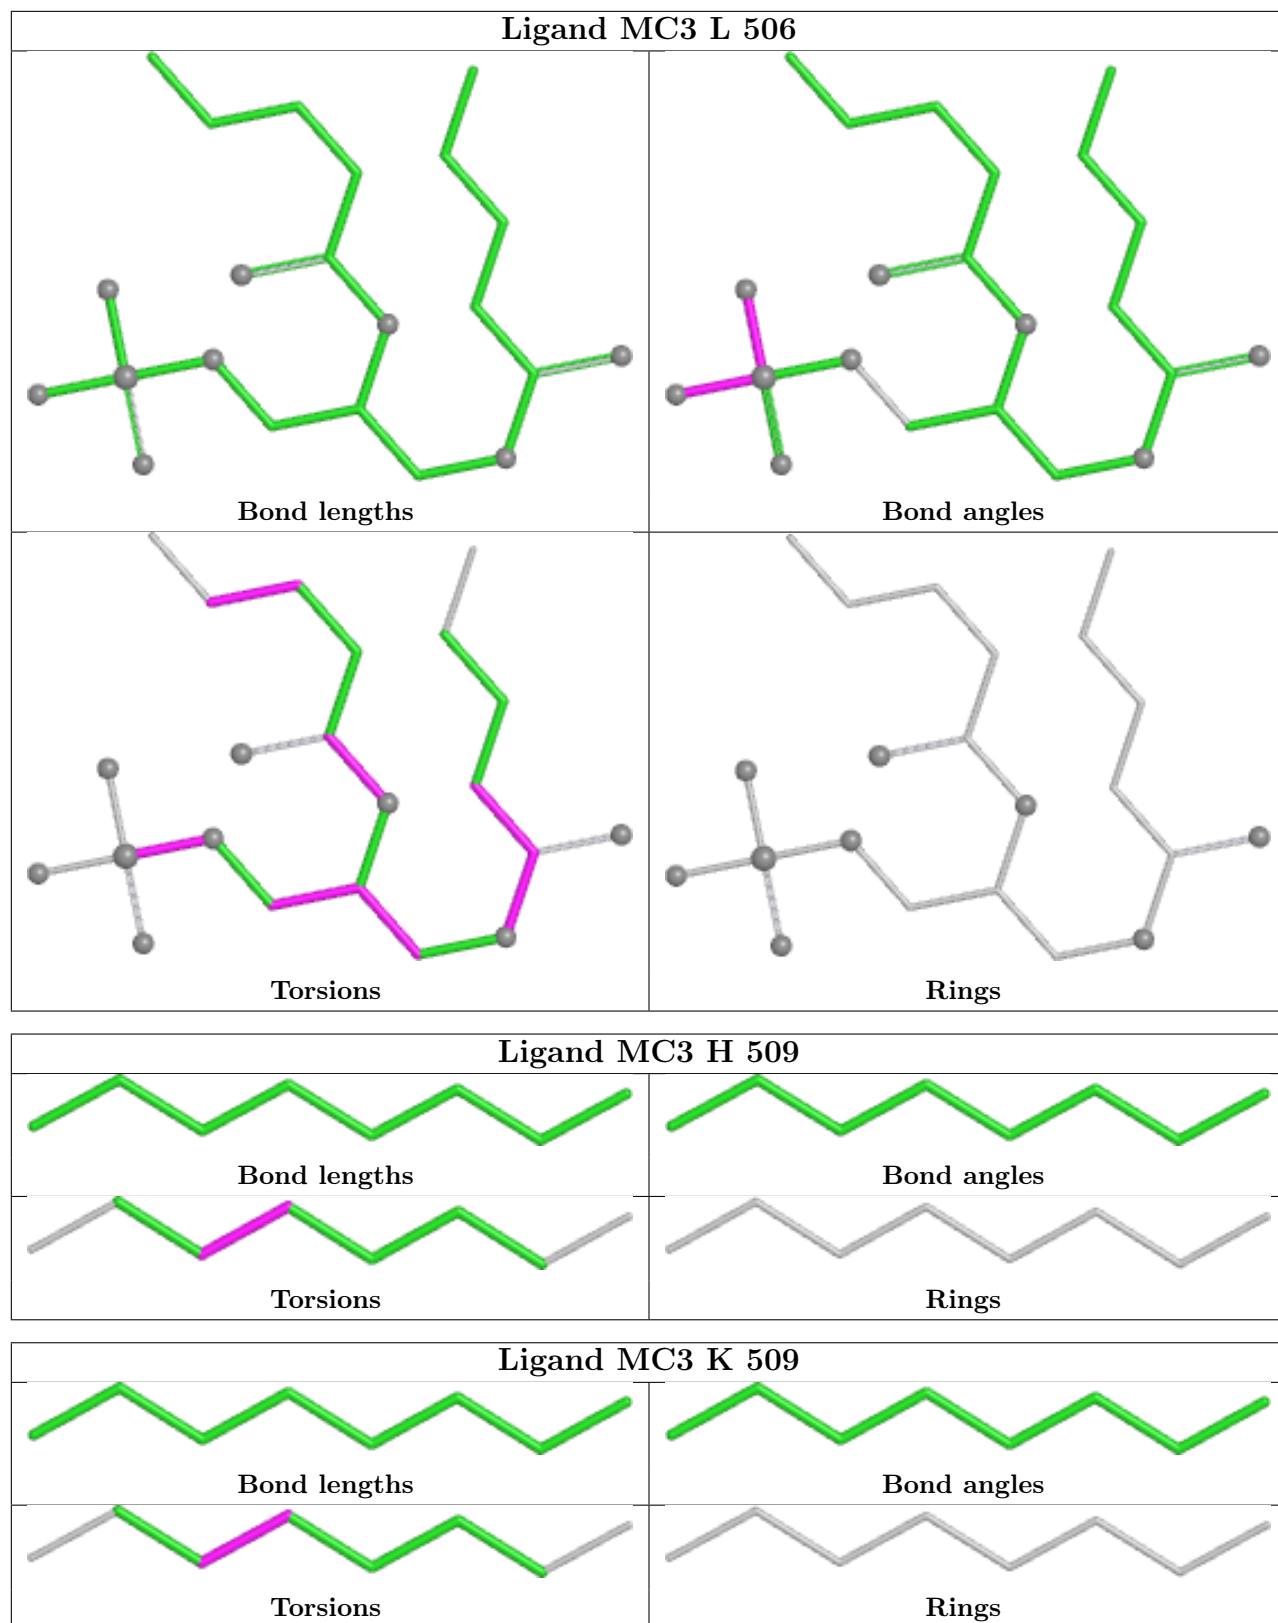 Ligand MC3 L 506
Bond lengths
Bond angles
Torsions
Rings
Ligand MC3 H 509
Bond lengths
Bond angles
Torsions
Rings
Ligand MC3 K 509
Bond lengths
Bond angles
Torsions
Rings